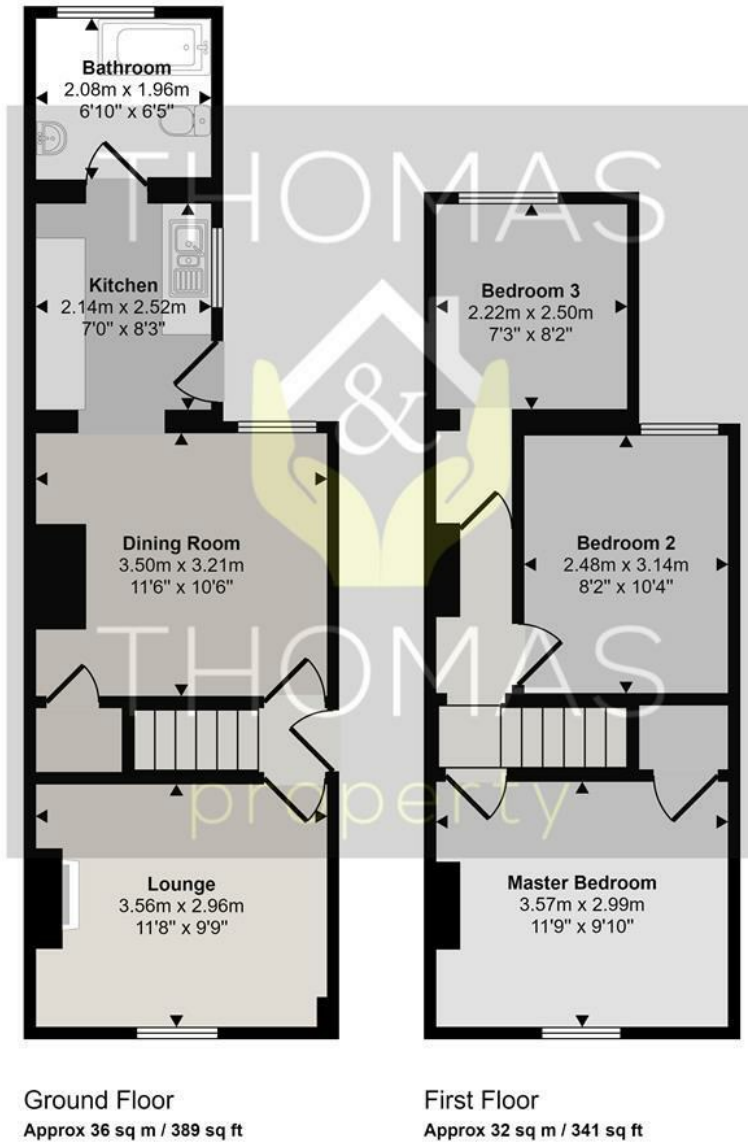 Bathroom
2.08m x 1.96m
6'10" x 6'5"
THOMAS
Kitchen
2.14m x 2.52m
7'0" x 8'3"
Bedroom 3
2.22m x 2.50m
7'3" x 8'2"
&
Dining Room
3.50m x 3.21m
11'6" x 10'6"
Bedroom 2
2.48m x 3.14m
8'2" x 10'4"
THOMAS
property
Lounge
3.56m x 2.96m
11'8" x 9'9"
Master Bedroom
3.57m x 2.99m
11'9" x 9'10"
Ground Floor
Approx 36 sq m / 389 sq ft
First Floor
Approx 32 sq m / 341 sq ft